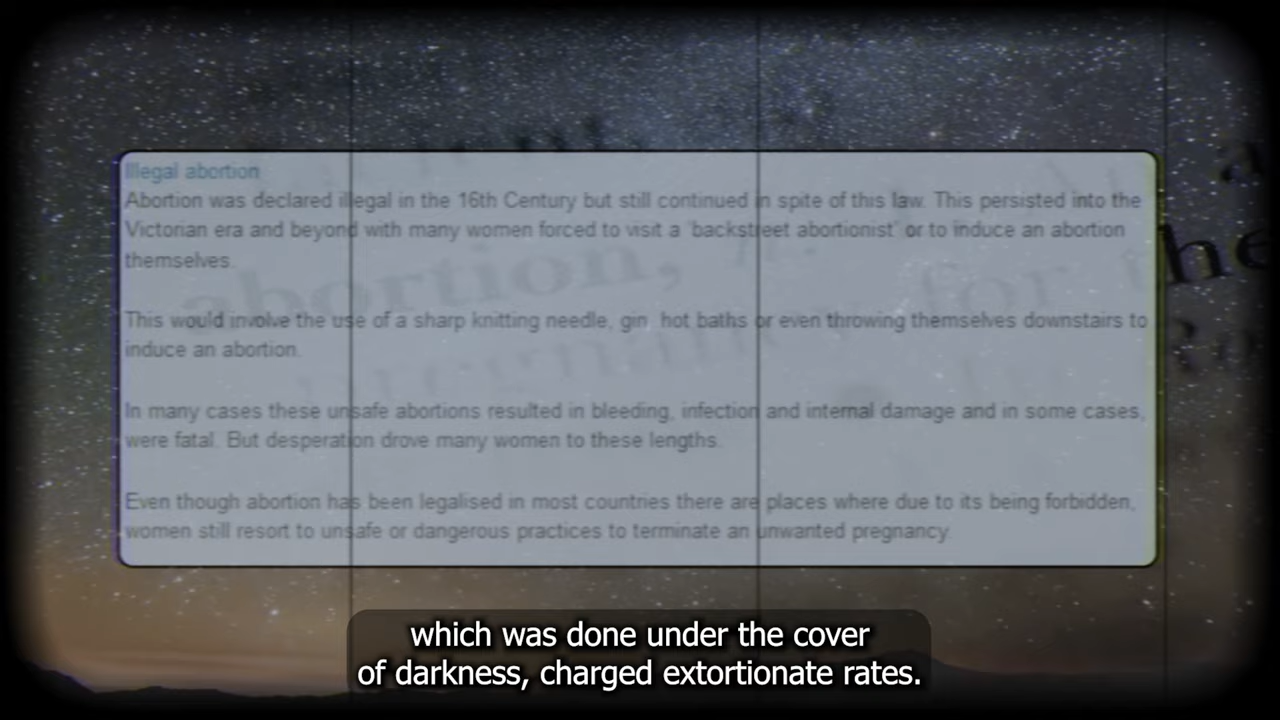 Illegal abortion
Abortion was declared illegal in the 16th Century but still continued in spite of this law. This persisted into the
Victorian era and beyond with many women forced to visit a 'backstreet abortionist' or to induce an abortion
themselves.
This would involve the use of a sharp knitting needle, gin, hot baths or even throwing themselves downstairs to
induce an abortion.
In many cases these unsafe abortions resulted in bleeding, infection and internal damage and in some cases,
were fatal. But desperation drove many women to these lengths.
Even though abortion has been legalised in most countries there are places where due to its being forbidden,
women still resort to unsafe or dangerous practices to terminate an unwanted pregnancy.
abortion, n.
pregnancy for the
which was done under the cover
of darkness, charged extortionate rates.